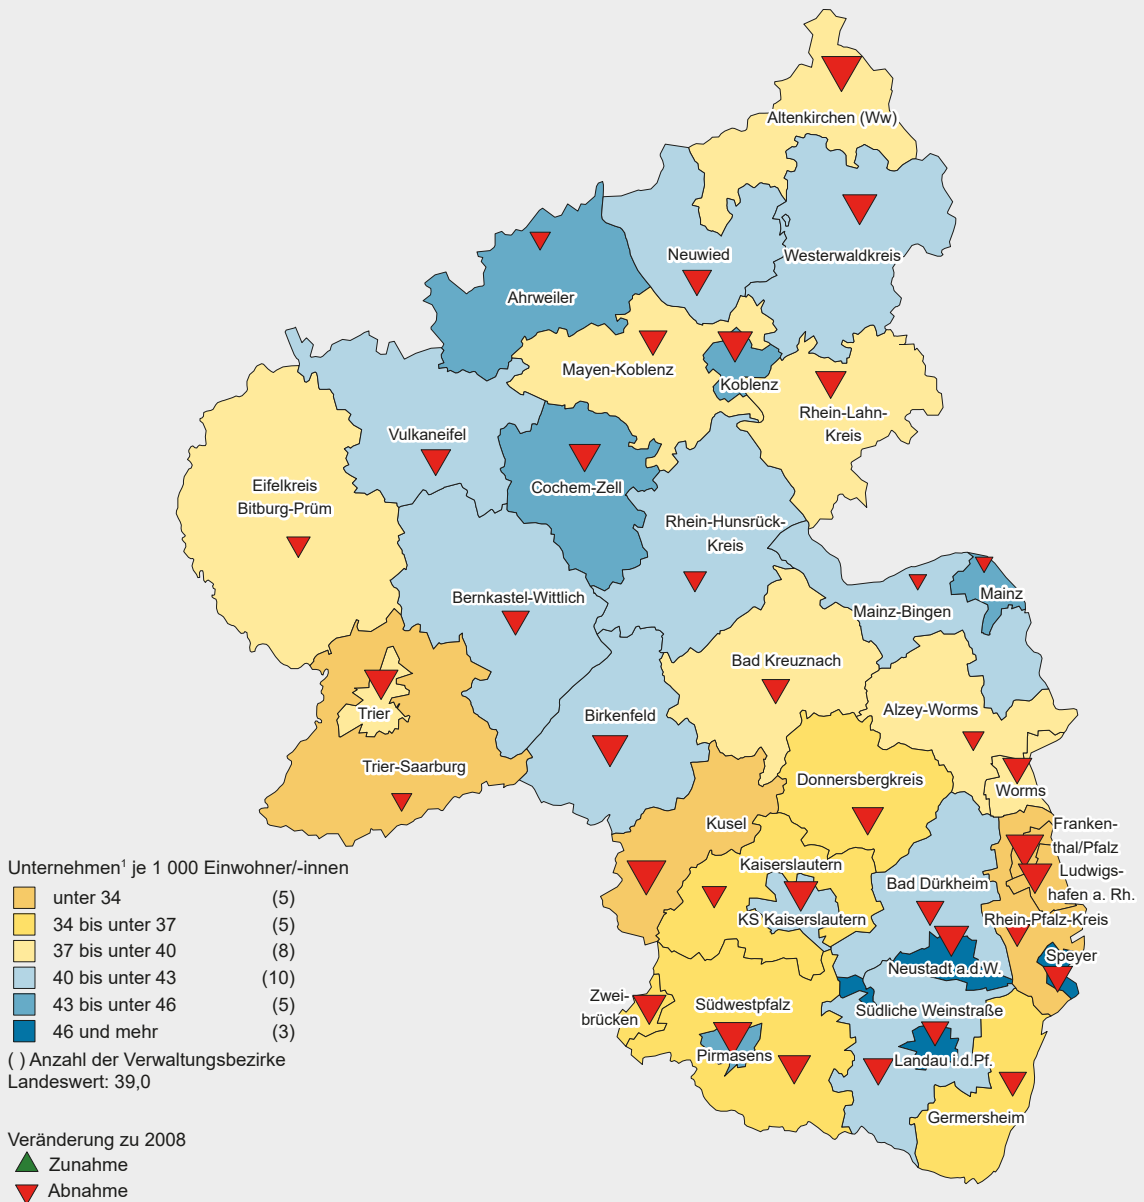 Altenkirchen (Ww)
Neuwied
Westerwaldkreis
Ahrweiler
Mayen-Koblenz
Koblenz
Rhein-Lahn-
Kreis
Vulkaneifel
Eifelkreis
Bitburg-Prüm
Cochem-Zell
Rhein-Hunsrück-
Kreis
Bernkastel-Wittlich
Mainz-Bingen
Mainz
Bad Kreuznach
Trier
Birkenfeld
Alzey-Worms
Trier-Saarburg
Donnersbergkreis
Worms
Kusel
Franken-
thal/Pfalz
Kaiserslautern
Ludwigs-
hafen a. Rh.
Bad Dürkheim
KS Kaiserslautern
Rhein-Pfalz-Kreis
Speyer
Neustadt a.d.W.
Zwei-
brücken
Südwestpfalz
Südliche Weinstraße
Pirmasens
Landau i.d.Pf.
Germersheim
Unternehmen¹ je 1 000 Einwohner/-innen
unter 34 (5)
34 bis unter 37 (5)
37 bis unter 40 (8)
40 bis unter 43 (10)
43 bis unter 46 (5)
46 und mehr (3)
( ) Anzahl der Verwaltungsbezirke
Landeswert: 39,0
Veränderung zu 2008
Zunahme
Abnahme